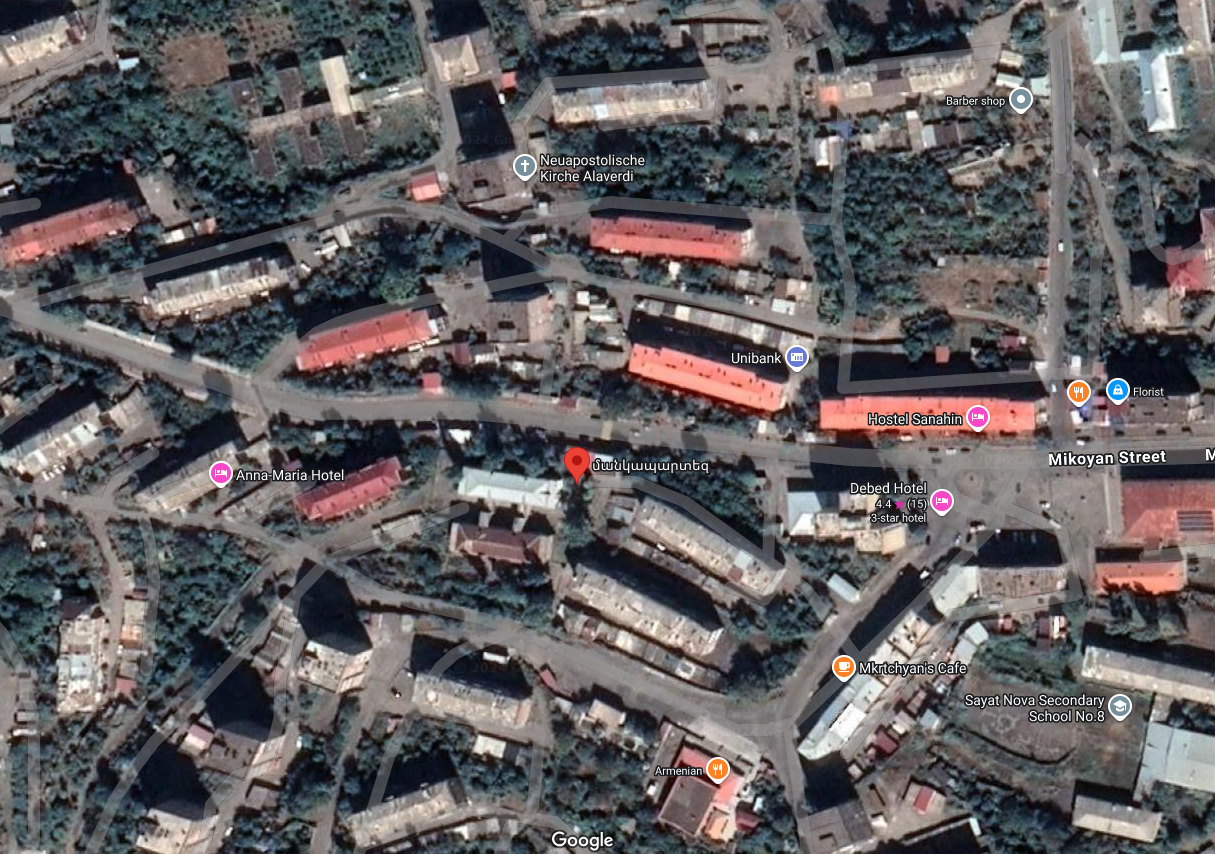 Barber shop
Neuapostolische
Kirche Alaverdi
Unibank
Florist
Hostel Sanahin
Mikoyan Street
M
մանկապարտեզ
Anna-Maria Hotel
Debed Hotel
4.4 ★ (15)
3-star hotel
Mkrtchyan's Cafe
Sayat Nova Secondary
School No.8
Armenian
Google